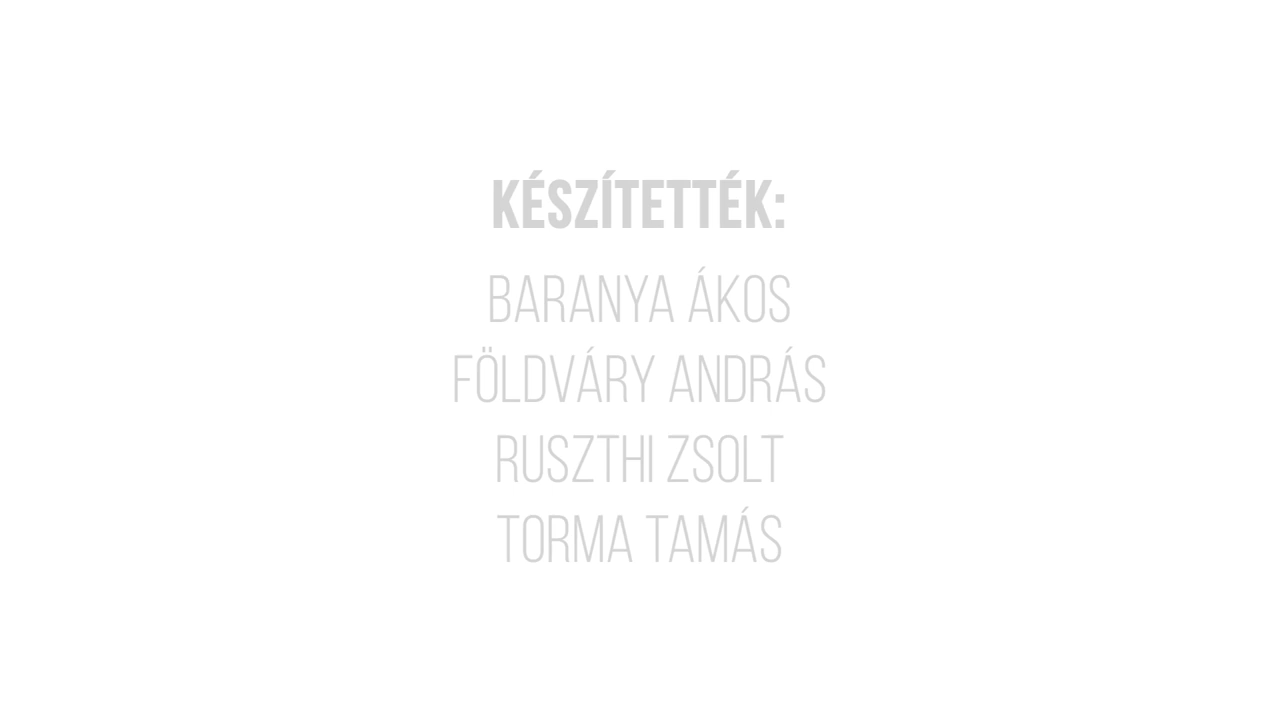 KÉSZÍTETTÉK:
BARANYA ÁKOS
FÖLDVÁRY ANDRÁS
RUSZTHI ZSOLT
TORMA TAMÁS